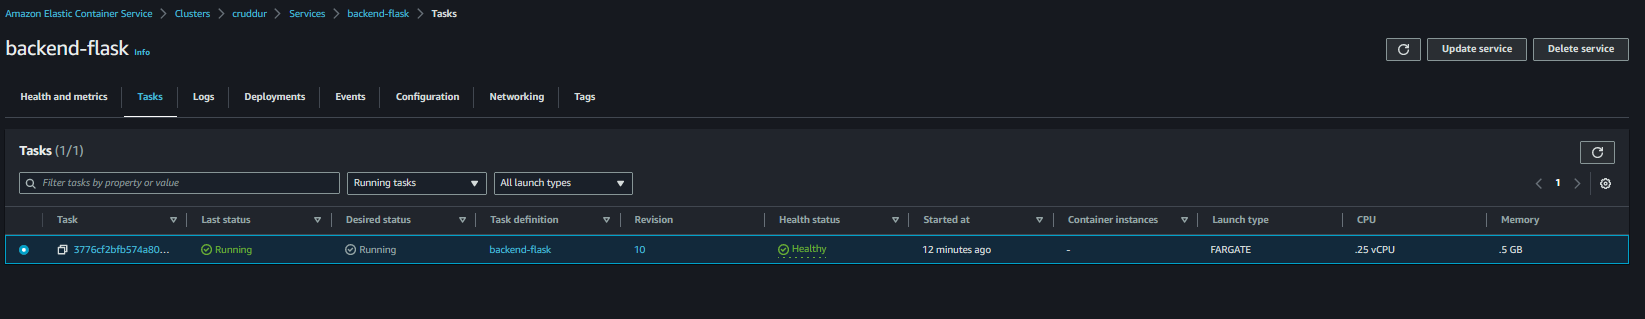 Amazon Elastic Container Service > Clusters > cruddur > Services > backend-flask > Tasks
backend-flask Info
Update service Delete service
Health and metrics Tasks Logs Deployments Events Configuration Networking Tags
Tasks (1/1)
Filter tasks by property or value Running tasks All launch types 1
Task Last status Desired status Task definition Revision Health status Started at Container instances Launch type CPU Memory
3776cf2bfb574a80... Running Running backend-flask 10 Healthy 12 minutes ago - FARGATE .25 vCPU .5 GB